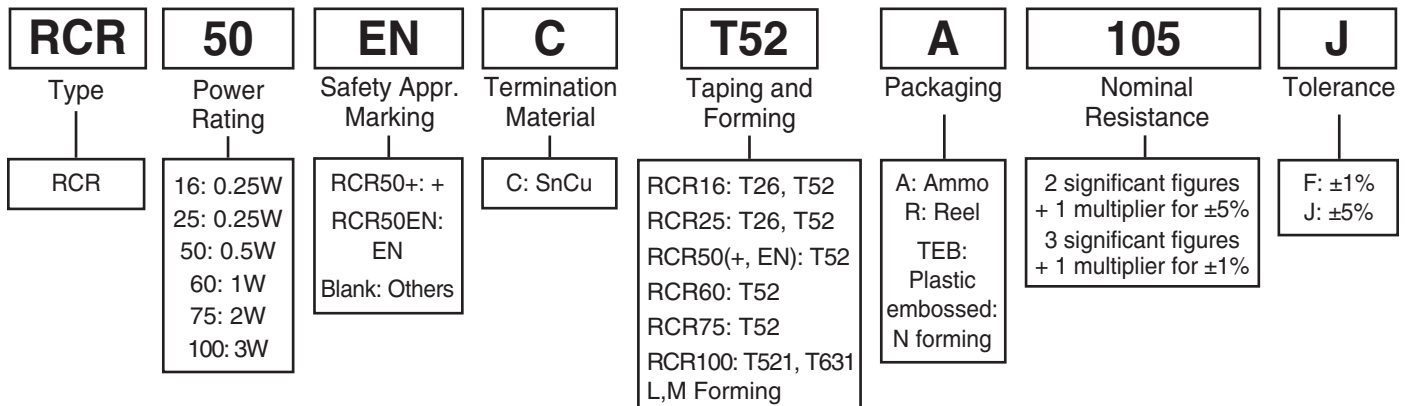 RCR 50 EN C T52 A 105 J
Type
Power
Rating
Safety Appr.
Marking
Termination
Material
Taping and
Forming
Packaging
Nominal
Resistance
Tolerance
RCR
16: 0.25W
25: 0.25W
50: 0.5W
60: 1W
75: 2W
100: 3W
RCR50+: +
RCR50EN:
EN
Blank: Others
C: SnCu
RCR16: T26, T52
RCR25: T26, T52
RCR50(+, EN): T52
RCR60: T52
RCR75: T52
RCR100: T521, T631
L,M Forming
A: Ammo
R: Reel
TEB:
Plastic
embossed:
N forming
2 significant figures
+ 1 multiplier for ±5%
3 significant figures
+ 1 multiplier for ±1%
F: ±1%
J: ±5%